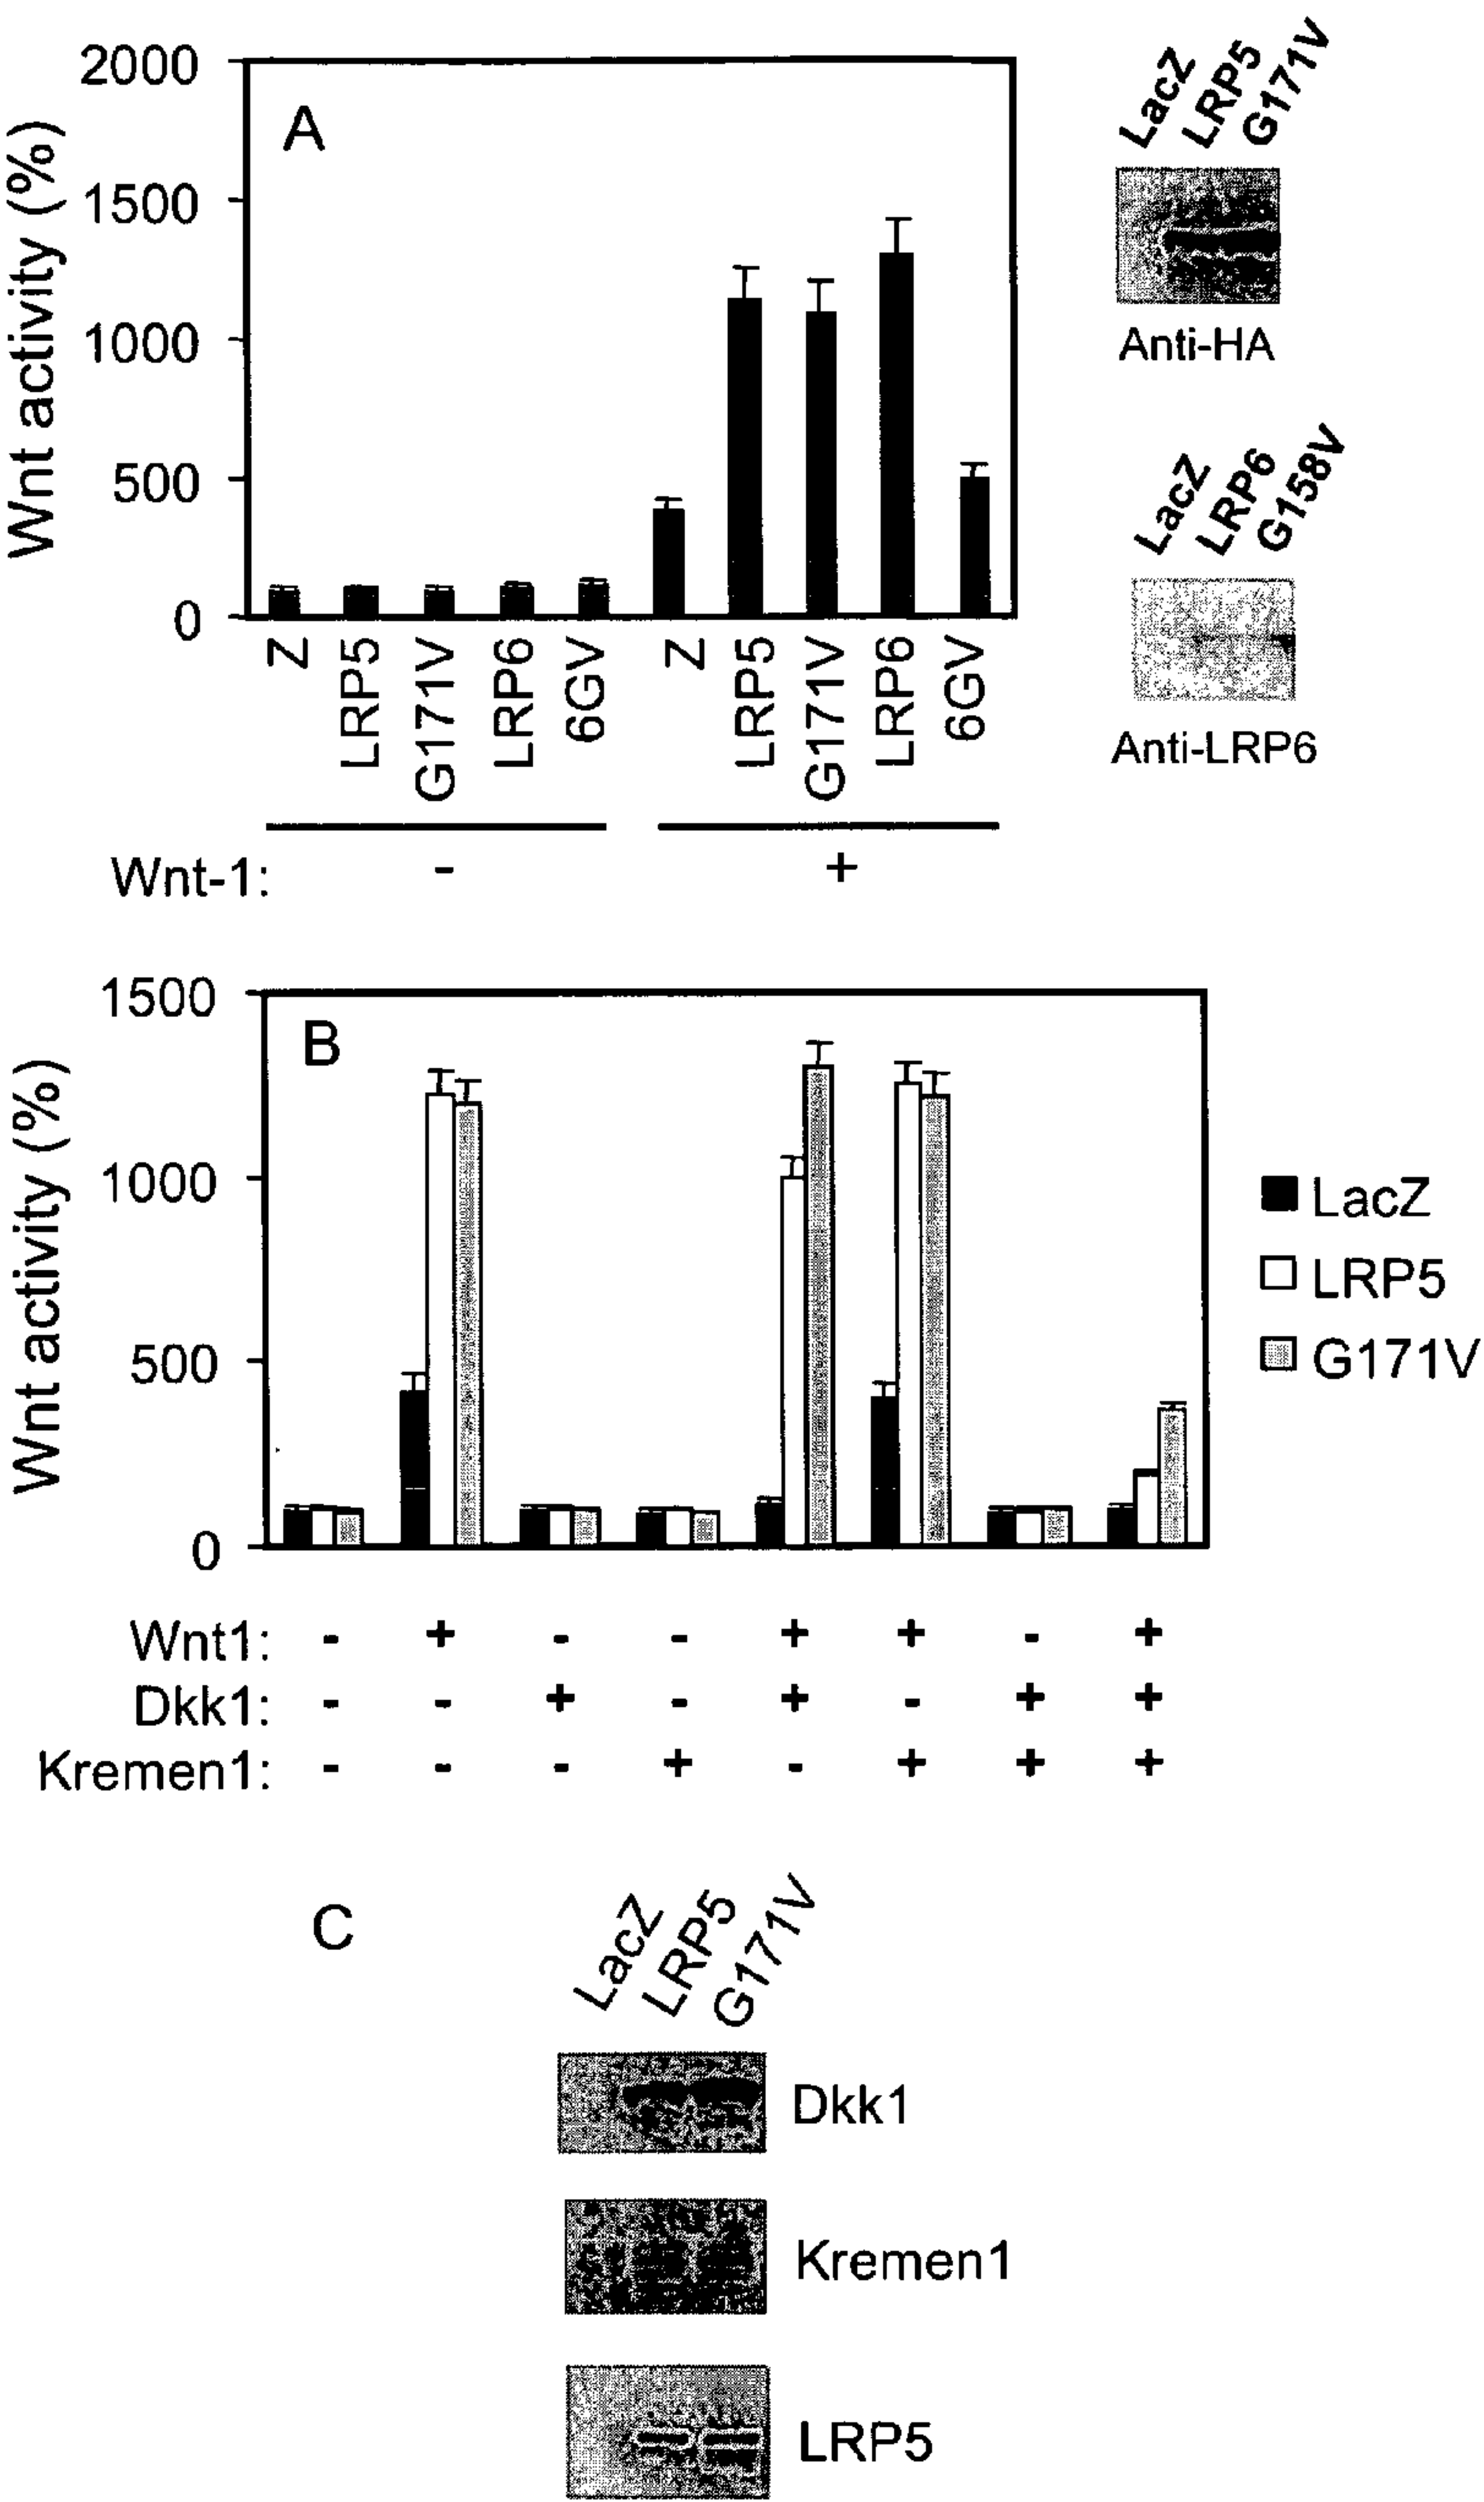 2000
1500
1000
500
0
Wnt activity (%)
A
Z
LRP5
G171V
LRP6
6GV
Z
LRP5
G171V
LRP6
6GV
Wnt-1: - +
LacZ
LRP5
G171V
Anti-HA
LacZ
LRP6
G158V
Anti-LRP6
1500
1000
500
0
Wnt activity (%)
B
LacZ
LRP5
G171V
Wnt1: - + - - + + - +
Dkk1: - - + - + - + +
Kremen1: - - - + - + + +
C
LacZ
LRP5
G171V
Dkk1
Kremen1
LRP5